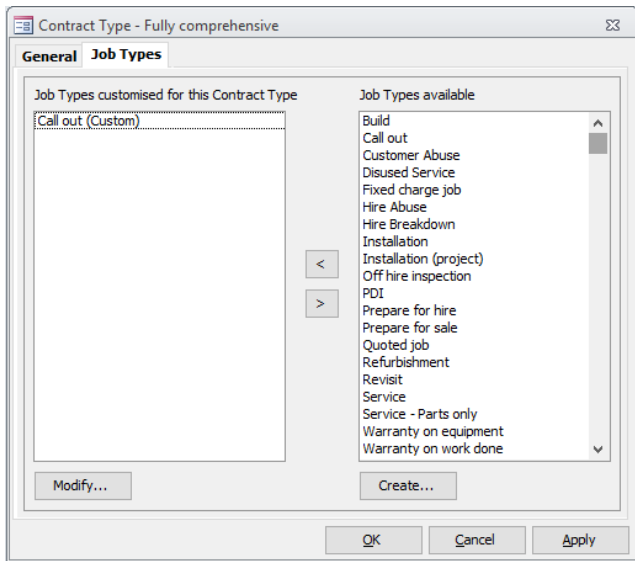 Contract Type - Fully comprehensive
General Job Types
Job Types customised for this Contract Type
Call out (Custom)
Job Types available
Build
Call out
Customer Abuse
Disused Service
Fixed charge job
Hire Abuse
Hire Breakdown
Installation
Installation (project)
Off hire inspection
PDI
Prepare for hire
Prepare for sale
Quoted job
Refurbishment
Revisit
Service
Service - Parts only
Warranty on equipment
Warranty on work done
<
>
Modify...
Create...
OK Cancel Apply